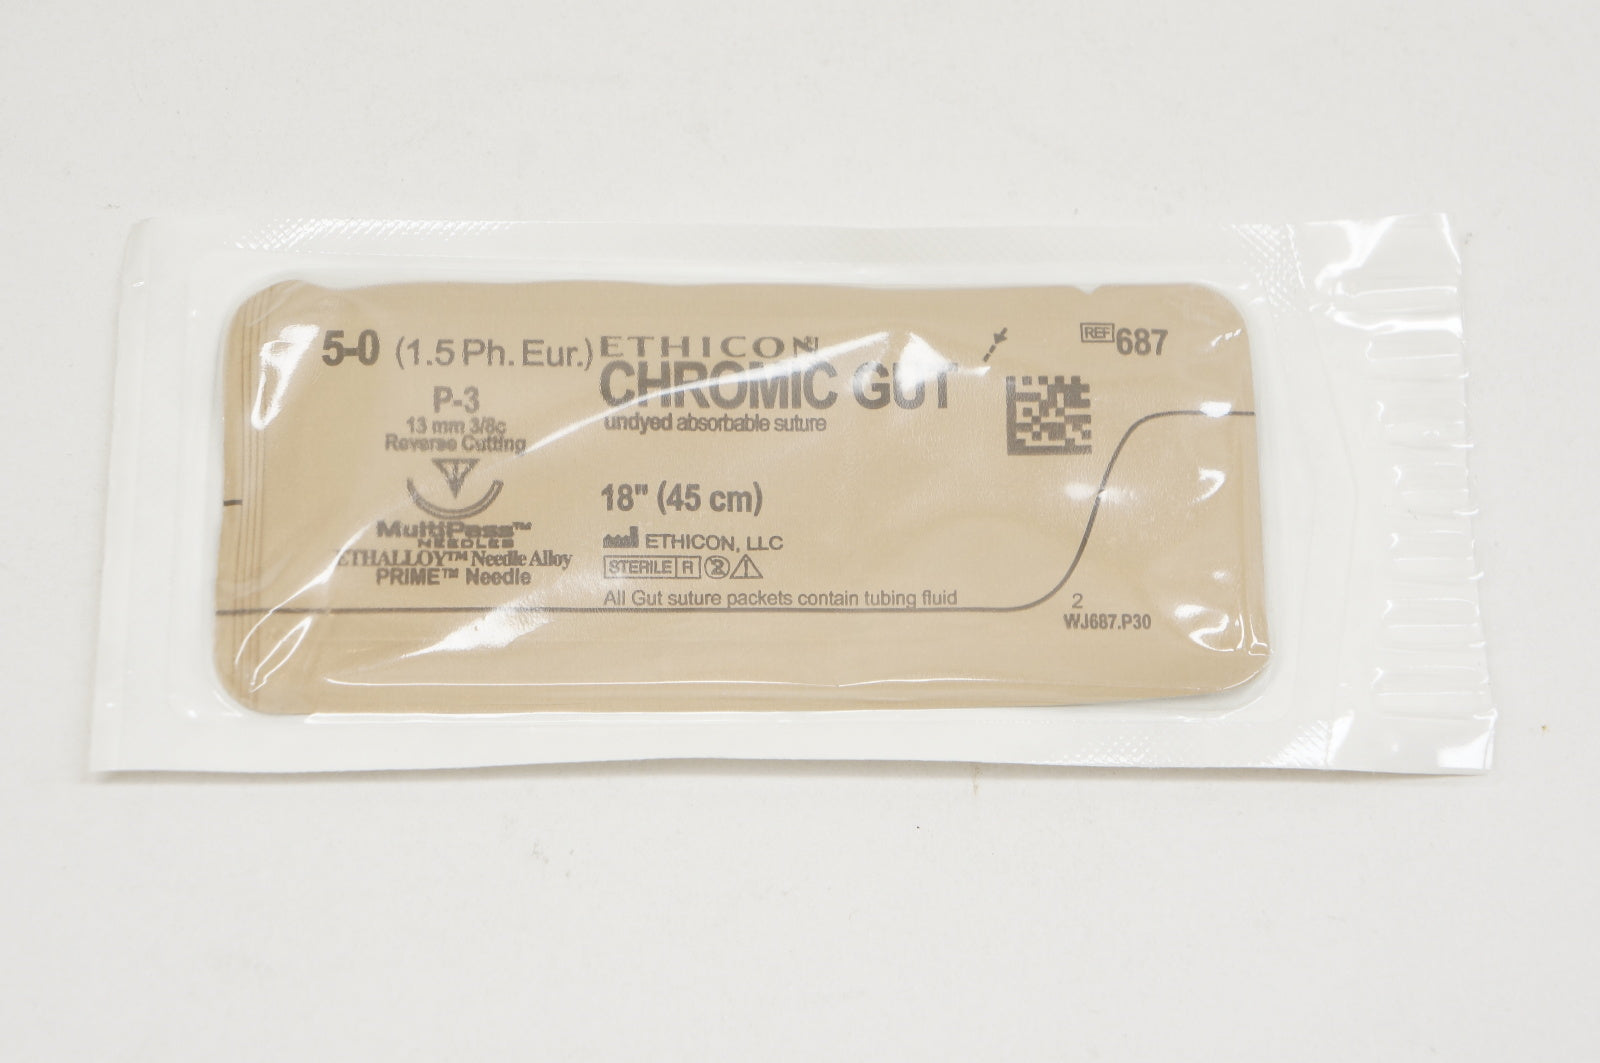 5-0 (1.5 Ph. Eur.)
P-3
13 mm 3/8c
Reverse Cutting
MultiPass™
NEEDLES
ETHALLOY™ Needle Alloy
PRIME™ Needle
ETHICON
CHROMIC GUT
undyed absorbable suture
18" (45 cm)
ETHICON, LLC
STERILE R 2
All Gut suture packets contain tubing fluid
REF 687
2
WJ687.P30